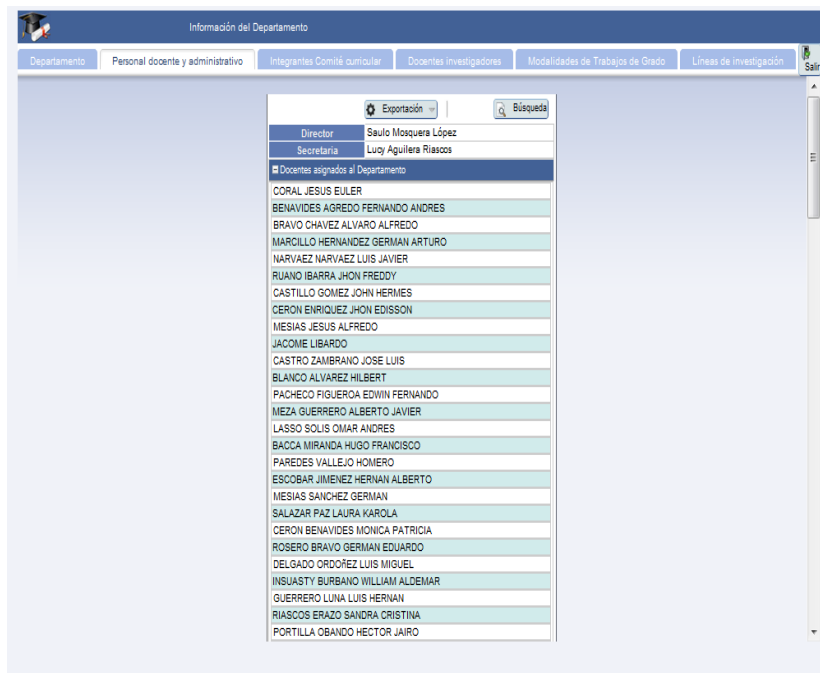 Información del Departamento
Departamento Personal docente y administrativo Integrantes Comité curricular Docentes investigadores Modalidades de Trabajos de Grado Líneas de investigación Salir
Exportación Búsqueda
Director Saulo Mosquera López
Secretaria Lucy Aguilera Riascos
Docentes asignados al Departamento
CORAL JESUS EULER
BENAVIDES AGREDO FERNANDO ANDRES
BRAVO CHAVEZ ALVARO ALFREDO
MARCILLO HERNANDEZ GERMAN ARTURO
NARVAEZ NARVAEZ LUIS JAVIER
RUANO IBARRA JHON FREDDY
CASTILLO GOMEZ JOHN HERMES
CERON ENRIQUEZ JHON EDISSON
MESIAS JESUS ALFREDO
JACOME LIBARDO
CASTRO ZAMBRANO JOSE LUIS
BLANCO ALVAREZ HILBERT
PACHECO FIGUEROA EDWIN FERNANDO
MEZA GUERRERO ALBERTO JAVIER
LASSO SOLIS OMAR ANDRES
BACCA MIRANDA HUGO FRANCISCO
PAREDES VALLEJO HOMERO
ESCOBAR JIMENEZ HERNAN ALBERTO
MESIAS SANCHEZ GERMAN
SALAZAR PAZ LAURA KAROLA
CERON BENAVIDES MONICA PATRICIA
ROSERO BRAVO GERMAN EDUARDO
DELGADO ORDOñEZ LUIS MIGUEL
INSUASTY BURBANO WILLIAM ALDEMAR
GUERRERO LUNA LUIS HERNAN
RIASCOS ERAZO SANDRA CRISTINA
PORTILLA OBANDO HECTOR JAIRO